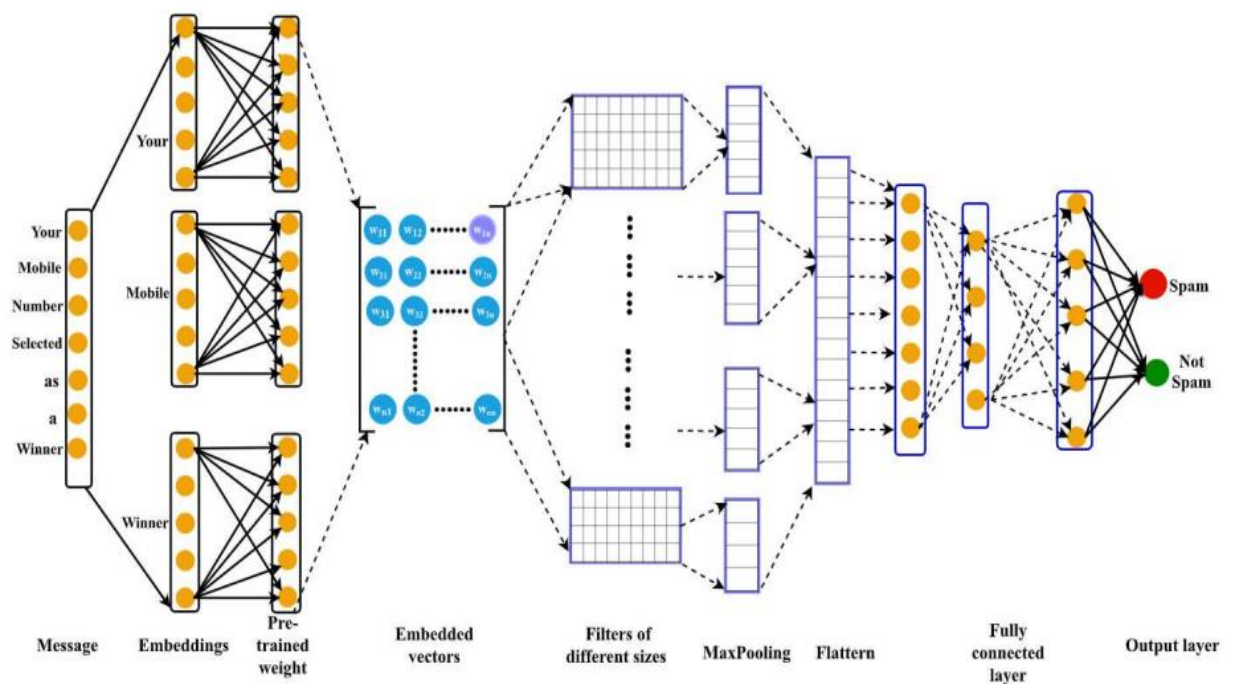 Your
Mobile
Number
Selected
as
a
Winner
Your
Mobile
Winner
w11 w12 w1n
w21 w22 w2n
w31 w31 w3n
wn1 wn2 wnn
Spam
Not
Spam
Message
Embeddings
Pre-
trained
weight
Embedded
vectors
Filters of
different sizes
MaxPooling
Flattern
Fully
connected
layer
Output layer